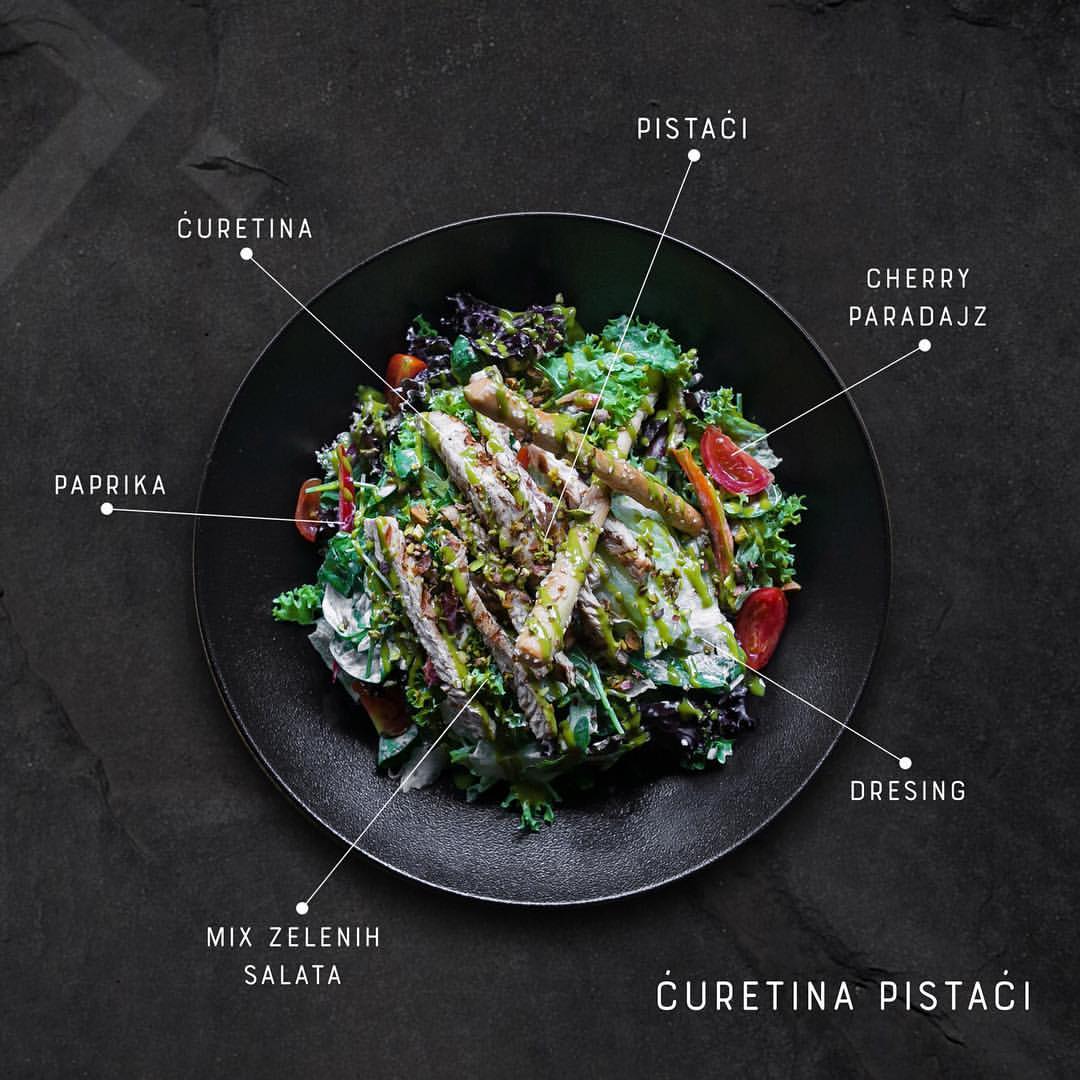 PISTAĆI
ĆURETINA
CHERRY
PARADAJZ
PAPRIKA
DRESING
MIX ZELENIH
SALATA
ĆURETINA PISTAĆI